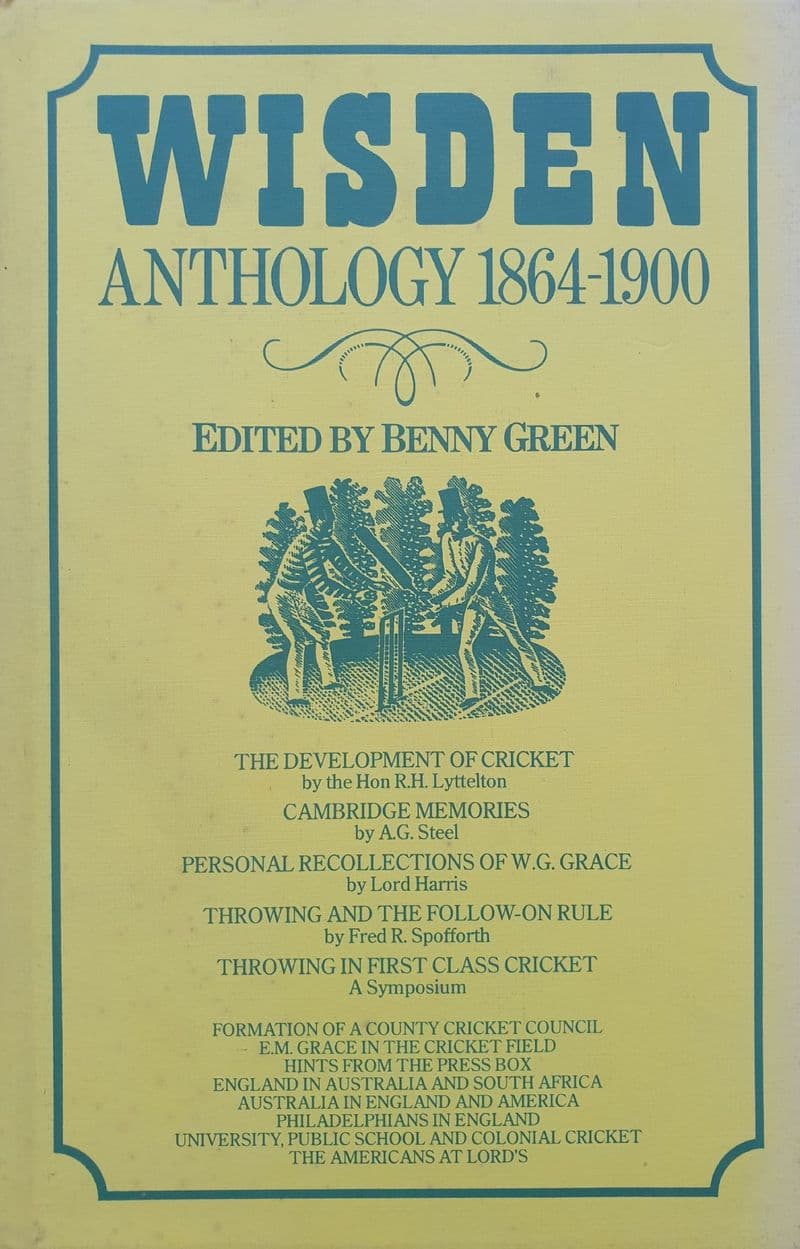 WISDEN
ANTHOLOGY 1864-1900
EDITED BY BENNY GREEN
THE DEVELOPMENT OF CRICKET
by the Hon R.H. Lyttelton
CAMBRIDGE MEMORIES
by A.G. Steel
PERSONAL RECOLLECTIONS OF W.G. GRACE
by Lord Harris
THROWING AND THE FOLLOW-ON RULE
by Fred R. Spofforth
THROWING IN FIRST CLASS CRICKET
A Symposium
FORMATION OF A COUNTY CRICKET COUNCIL
E.M. GRACE IN THE CRICKET FIELD
HINTS FROM THE PRESS BOX
ENGLAND IN AUSTRALIA AND SOUTH AFRICA
AUSTRALIA IN ENGLAND AND AMERICA
PHILADELPHIANS IN ENGLAND
UNIVERSITY, PUBLIC SCHOOL AND COLONIAL CRICKET
THE AMERICANS AT LORD'S